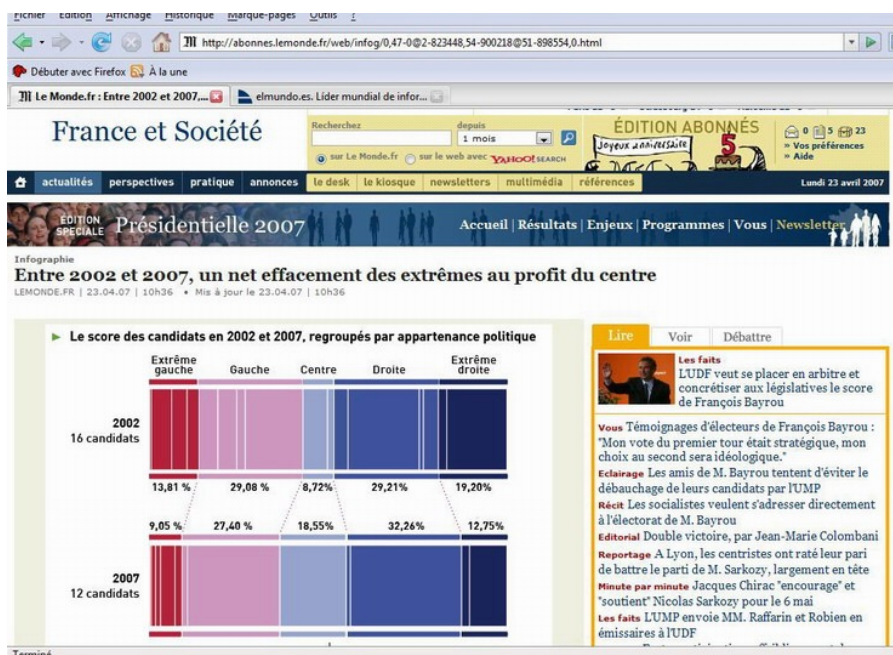 Fichier Edition Affichage Historique Marque-pages Outils ?
http://abonnes.lemonde.fr/web/infog/0,47-0@2-823448,54-900218@51-898554,0.html
Débuter avec Firefox À la une
Le Monde.fr : Entre 2002 et 2007,... elmundo.es. Líder mundial de infor...
France et Société
Recherchez depuis
1 mois
sur Le Monde.fr sur le web avec YAHOO! SEARCH
ÉDITION ABONNÉS
Joyeux anniversaire 5
0 5 23
» Vos préférences
» Aide
actualités perspectives pratique annonces le desk le kiosque newsletters multimédia références Lundi 23 avril 2007
ÉDITION SPÉCIALE Présidentielle 2007 Accueil | Résultats | Enjeux | Programmes | Vous | Newsletter
Infographie
Entre 2002 et 2007, un net effacement des extrêmes au profit du centre
LEMONDE.FR | 23.04.07 | 10h36 • Mis à jour le 23.04.07 | 10h36
► Le score des candidats en 2002 et 2007, regroupés par appartenance politique
Extrême gauche Gauche Centre Droite Extrême droite
2002
16 candidats
13,81 % 29,08 % 8,72% 29,21% 19,20%
9,05 % 27,40 % 18,55% 32,26% 12,75%
2007
12 candidats
Lire Voir Débattre
Les faits
L'UDF veut se placer en arbitre et
concrétiser aux législatives le score
de François Bayrou
Vous Témoignages d'électeurs de François Bayrou :
"Mon vote du premier tour était stratégique, mon
choix au second sera idéologique."
Eclairage Les amis de M. Bayrou tentent d'éviter le
débauchage de leurs candidats par l'UMP
Récit Les socialistes veulent s'adresser directement
à l'électorat de M. Bayrou
Editorial Double victoire, par Jean-Marie Colombani
Reportage A Lyon, les centristes ont raté leur pari
de battre le parti de M. Sarkozy, largement en tête
Minute par minute Jacques Chirac "encourage" et
"soutient" Nicolas Sarkozy pour le 6 mai
Les faits L'UMP envoie MM. Raffarin et Robien en
émissaires à l'UDF
Terminé